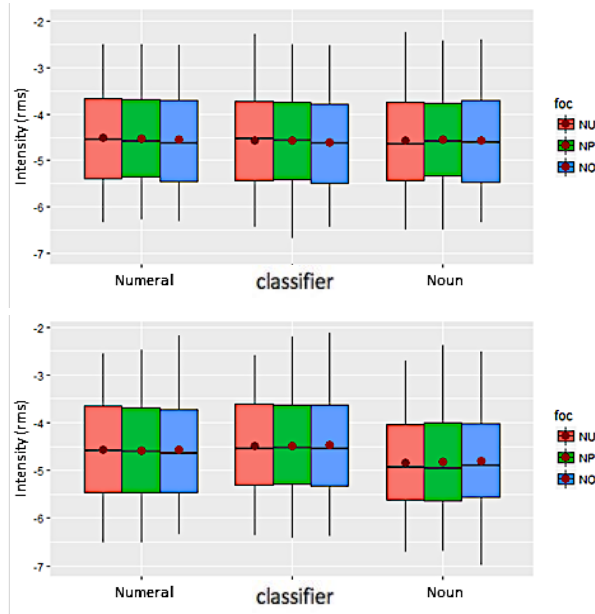 -2
-3
-4
-5
-6
-7
Intensity (rms)
Numeral
classifier
Noun
foc
NU
NP
NO
-2
-3
-4
-5
-6
-7
Intensity (rms)
Numeral
classifier
Noun
foc
NU
NP
NO